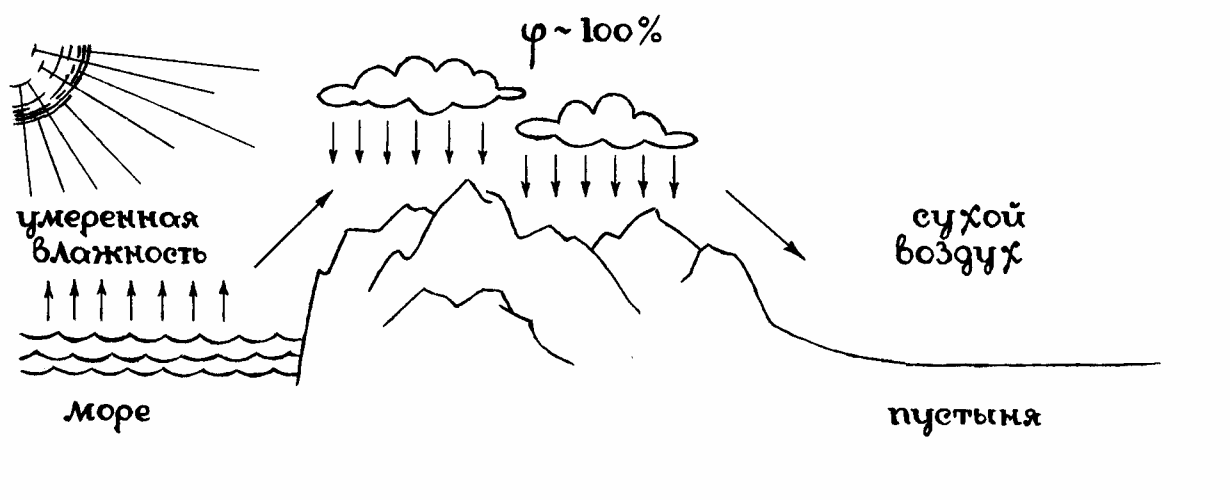 φ ~ 100%
умеренная
влажность
сухой
воздух
море
пустыня